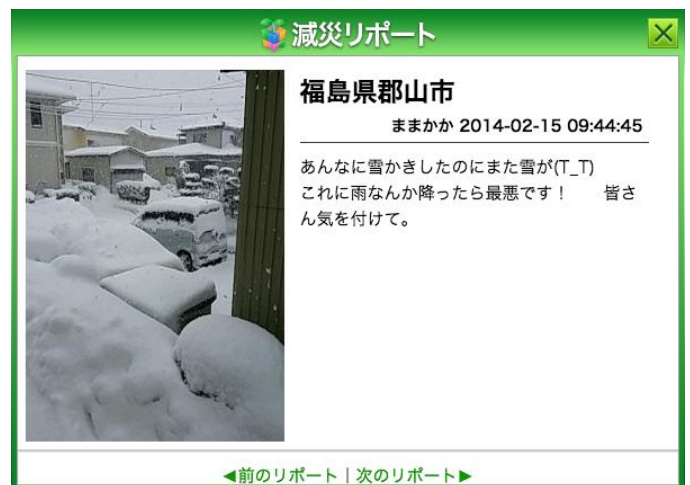 減災リポート
福島県郡山市
ままかか 2014-02-15 09:44:45
あんなに雪かきしたのにまた雪が(T_T)
これに雨なんか降ったら最悪です！　　皆さ
ん気を付けて。
◀前のリポート | 次のリポート▶